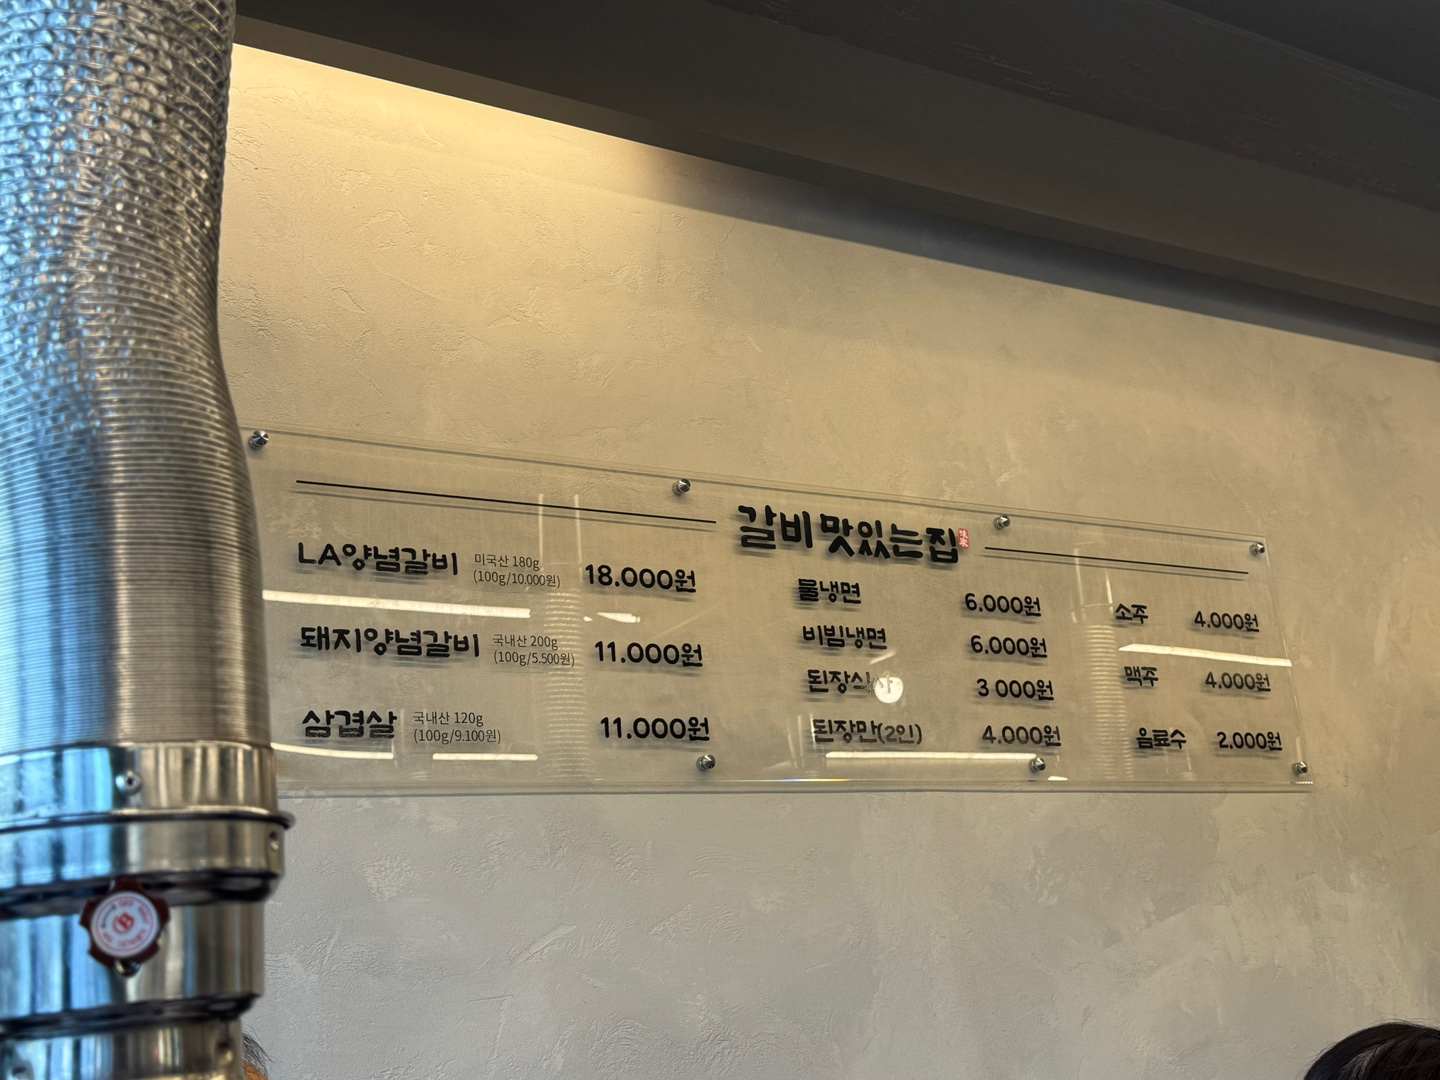 갈비맛있는집
LA양념갈비 미국산 180g (100g/10.000원) 18.000원
돼지양념갈비 국내산 200g (100g/5.500원) 11.000원
삼겹살 국내산 120g (100g/9.100원) 11.000원
물냉면 6.000원
비빔냉면 6.000원
된장식사 3 000원
된장만(2인) 4.000원
소주 4.000원
맥주 4.000원
음료수 2.000원